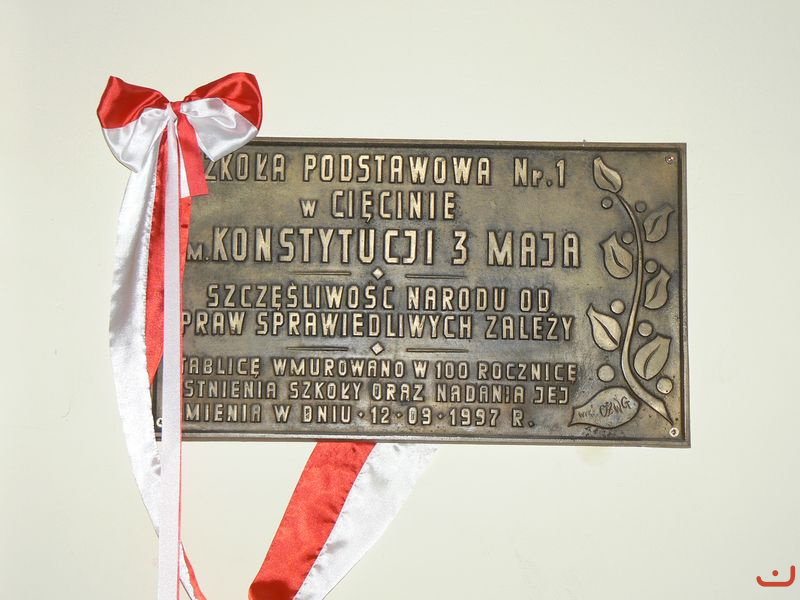 ZKOŁA PODSTAWOWA Nr.1
w CIĘCINIE
M. KONSTYTUCJI 3 MAJA
SZCZĘŚLIWOŚĆ NARODU OD
PRAW SPRAWIEDLIWYCH ZALEŻY
TABLICĘ WMUROWANO W 100 ROCZNICĘ
STNIENIA SZKOŁY ORAZ NADANIA JEJ
MIENIA W DNIU · 12 · 09 · 1997 R.